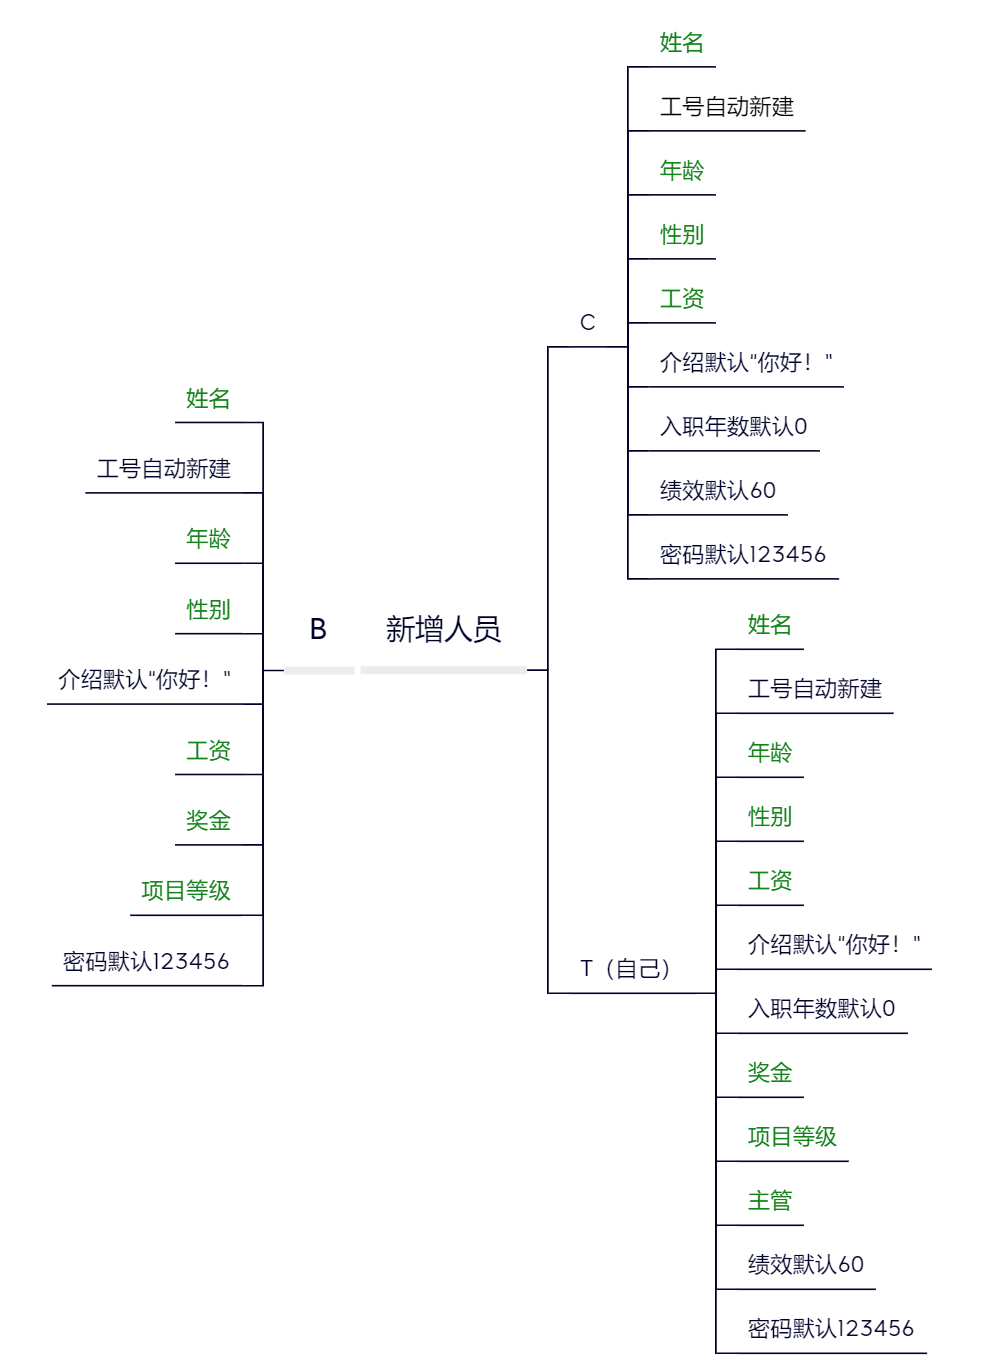 新增人员
B
姓名
工号自动新建
年龄
性别
介绍默认"你好！"
工资
奖金
项目等级
密码默认123456
C
姓名
工号自动新建
年龄
性别
工资
介绍默认"你好！"
入职年数默认0
绩效默认60
密码默认123456
T（自己）
姓名
工号自动新建
年龄
性别
工资
介绍默认"你好！"
入职年数默认0
奖金
项目等级
主管
绩效默认60
密码默认123456